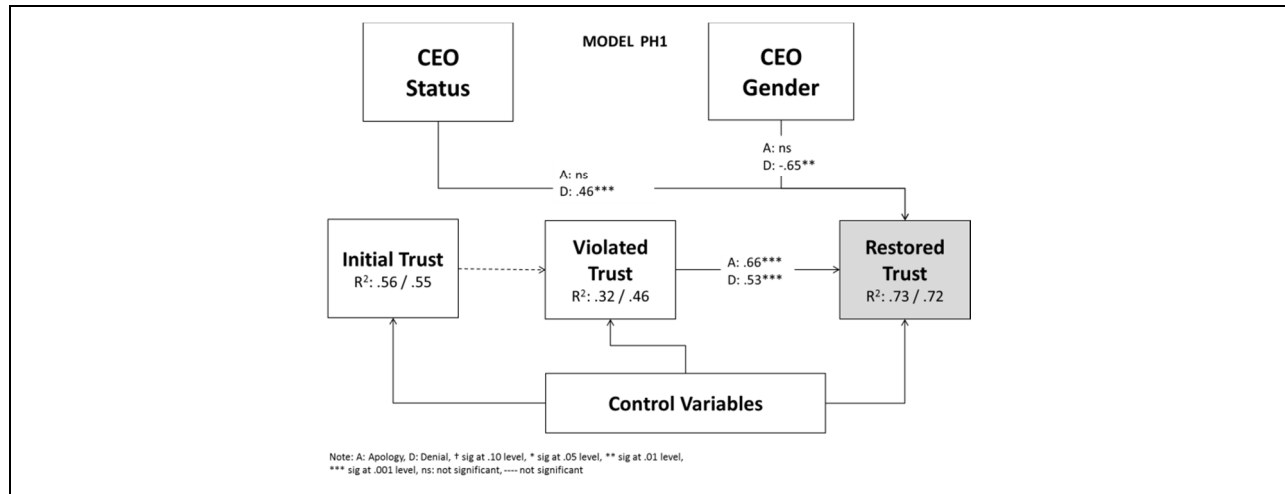 MODEL PH1
CEO
Status
CEO
Gender
A: ns
D: -.65**
A: ns
D: .46***
Initial Trust
R²: .56 / .55
Violated
Trust
R²: .32 / .46
A: .66***
D: .53***
Restored
Trust
R²: .73 / .72
Control Variables
Note: A: Apology, D: Denial, † sig at .10 level, * sig at .05 level, ** sig at .01 level,
*** sig at .001 level, ns: not significant, ---- not significant